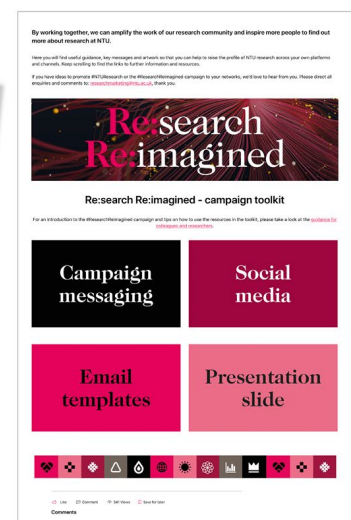 By working together, we can amplify the work of our research community and inspire more people to find out
more about research at NTU.
Here you will find useful guidance, key messages and artwork so that you can help to raise the profile of NTU research across your own platforms
and channels. Keep scrolling to find the links to further information and resources.
If you have ideas to promote #NTUResearch or the #ResearchReimagined campaign to your networks, we'd love to hear from you. Please direct all
enquiries and comments to: researchmarketing@ntu.ac.uk, thank you.
Re:search
Re:imagined
Re:search Re:imagined - campaign toolkit
For an introduction to the #ResearchReimagined campaign and tips on how to use the resources in the toolkit, please take a look at the guidance for
colleagues and researchers.
Campaign
messaging
Social
media
Email
templates
Presentation
slide
Like Comment Views Save for later
Comments